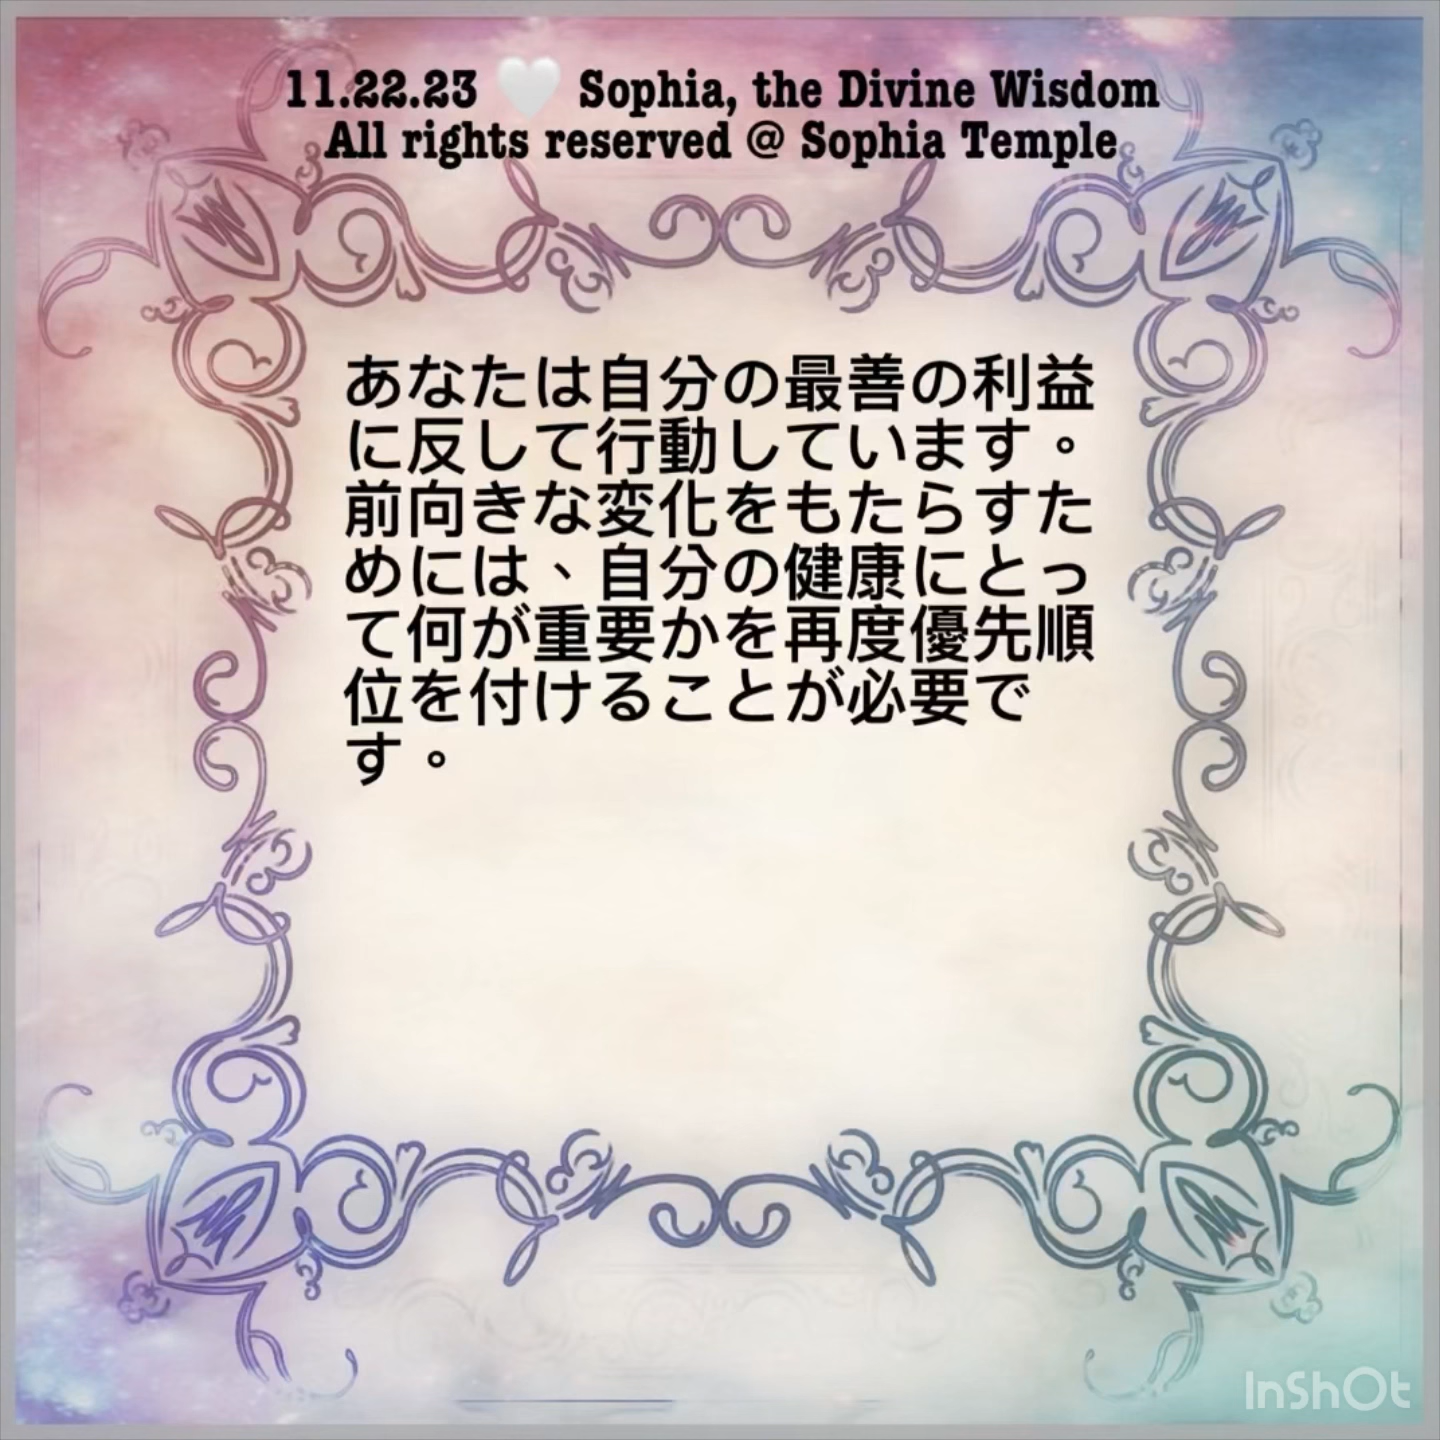 11.22.23 🤍 Sophia, the Divine Wisdom
All rights reserved @ Sophia Temple
あなたは自分の最善の利益
に反して行動しています。
前向きな変化をもたらすた
めには、自分の健康にとっ
て何が重要かを再度優先順
位を付けることが必要で
す。
InShOt